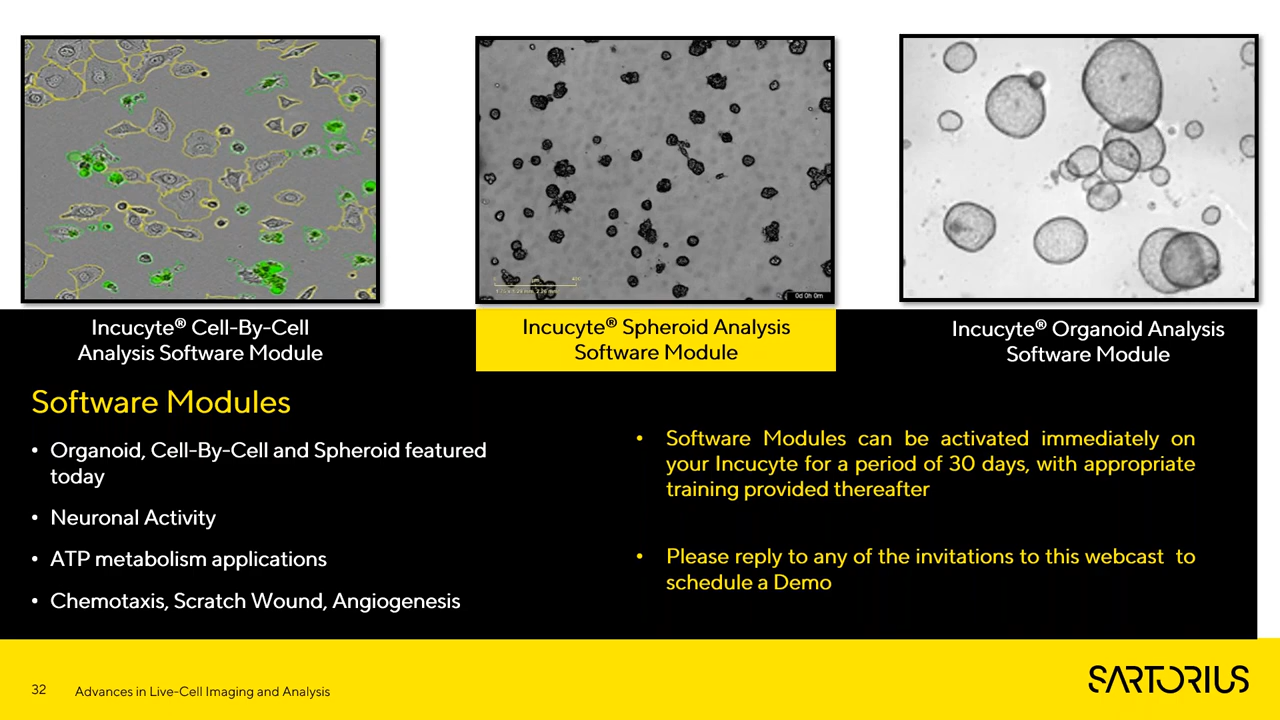 0d 0h 0m
Incucyte® Cell-By-Cell
Analysis Software Module
Incucyte® Spheroid Analysis
Software Module
Incucyte® Organoid Analysis
Software Module
Software Modules
• Organoid, Cell-By-Cell and Spheroid featured
today
• Neuronal Activity
• ATP metabolism applications
• Chemotaxis, Scratch Wound, Angiogenesis
• Software Modules can be activated immediately on
your Incucyte for a period of 30 days, with appropriate
training provided thereafter
• Please reply to any of the invitations to this webcast to
schedule a Demo
32
Advances in Live-Cell Imaging and Analysis
SARTORIUS